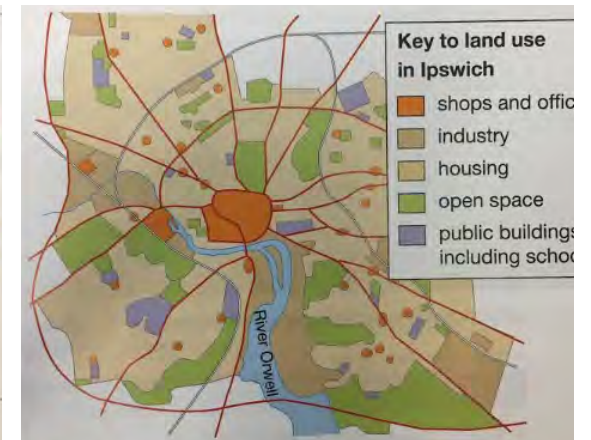 Key to land use
in Ipswich
shops and offic
industry
housing
open space
public buildings
including schoo
River Orwell